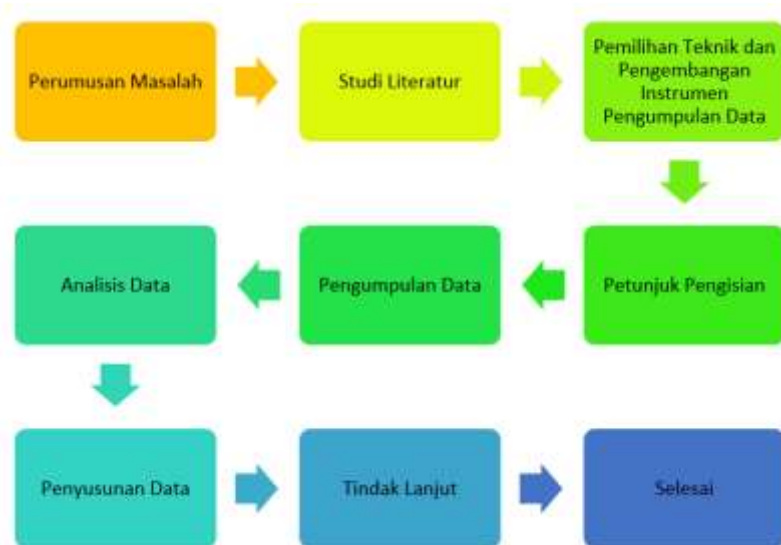 Perumusan Masalah
Studi Literatur
Pemilihan Teknik dan
Pengembangan
Instrumen
Pengumpulan Data
Petunjuk Pengisian
Pengumpulan Data
Analisis Data
Penyusunan Data
Tindak Lanjut
Selesai